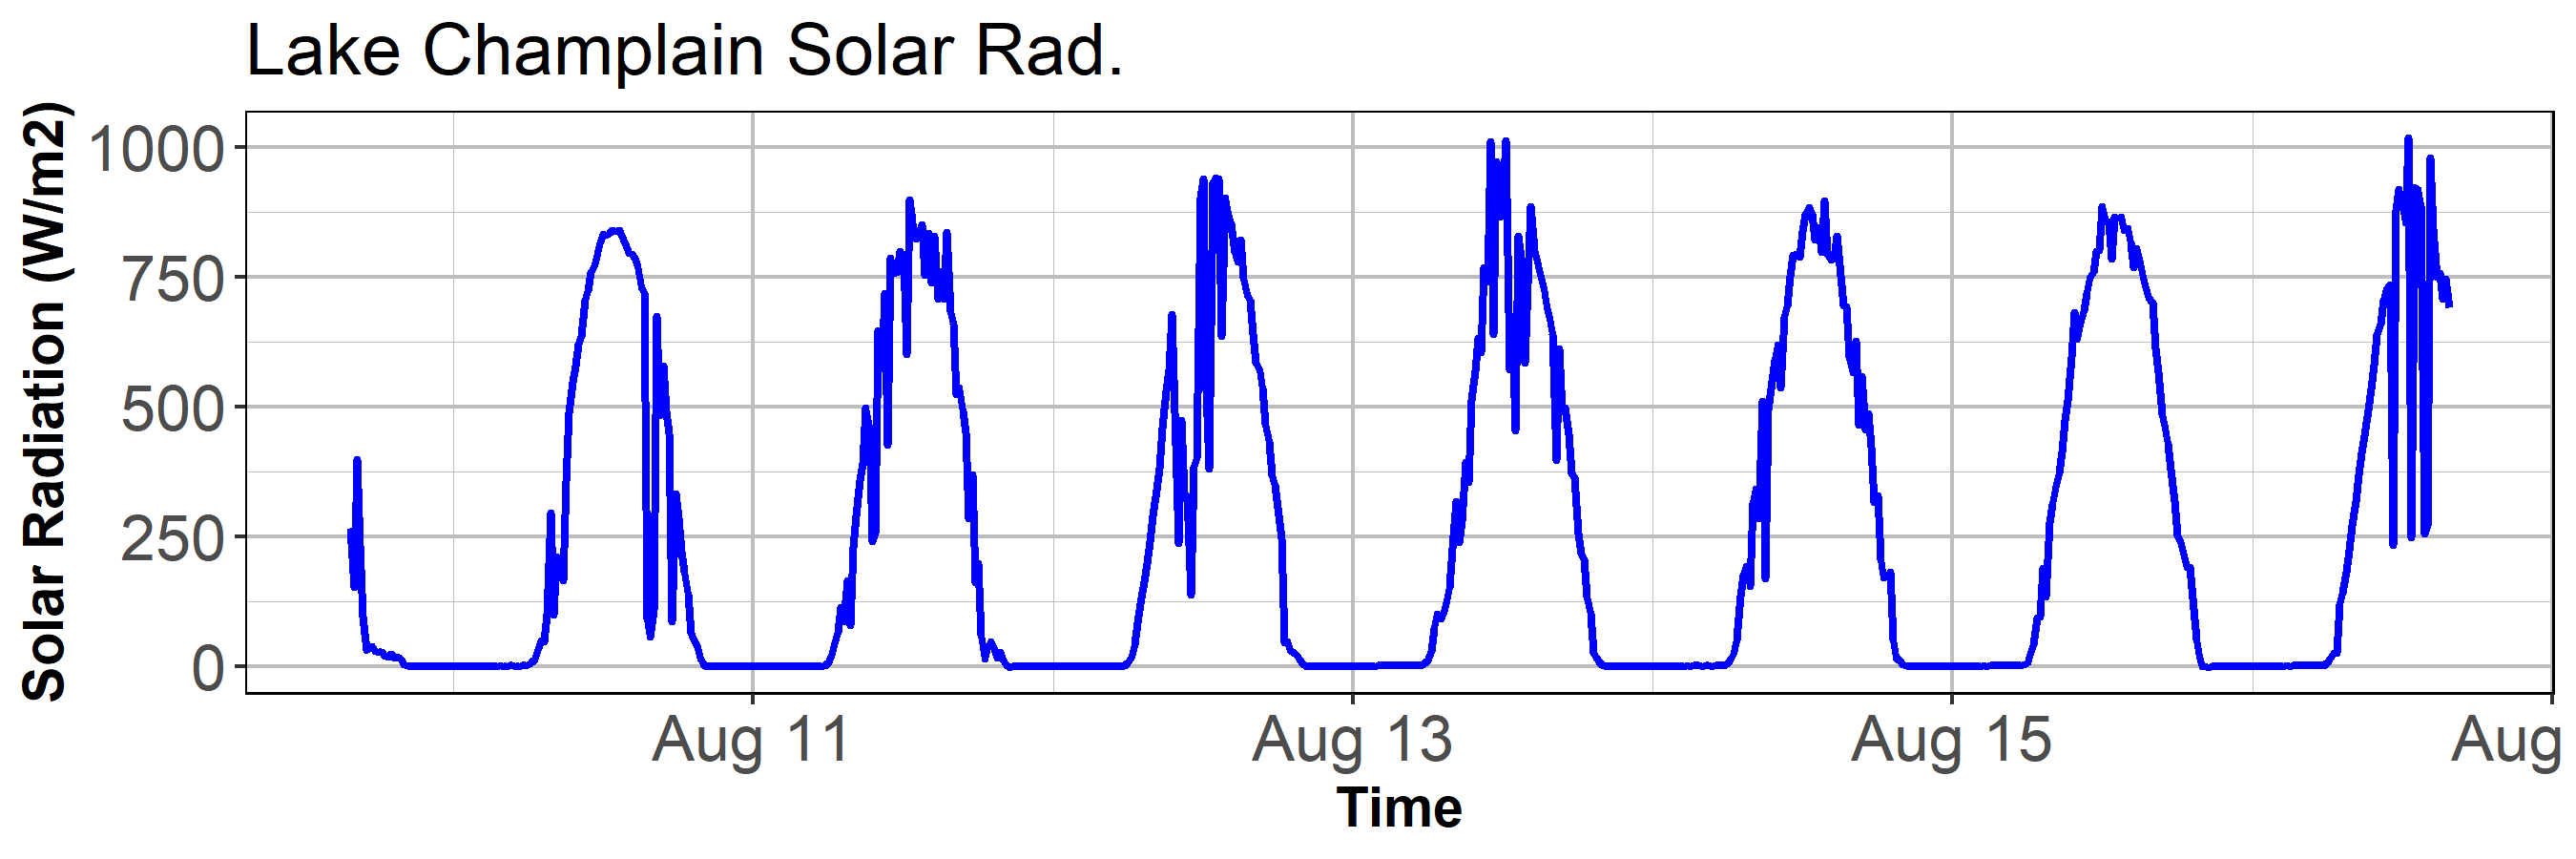 Lake Champlain Solar Rad.
Solar Radiation (W/m2)
1000
750
500
250
0
Aug 11 Aug 13 Aug 15 Aug
Time